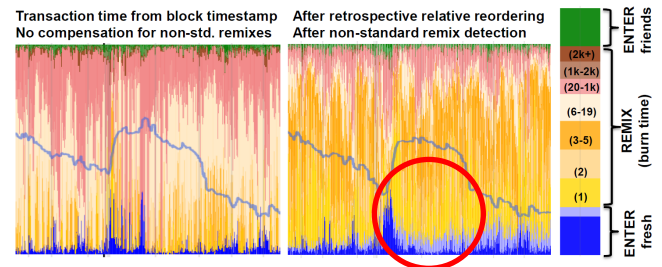 Transaction time from block timestamp
No compensation for non-std. remixes
After retrospective relative reordering
After non-standard remix detection
ENTER
friends
(2k+)
(1k-2k)
(20-1k)
(6-19)
(3-5)
(2)
(1)
REMIX
(burn time)
ENTER
fresh